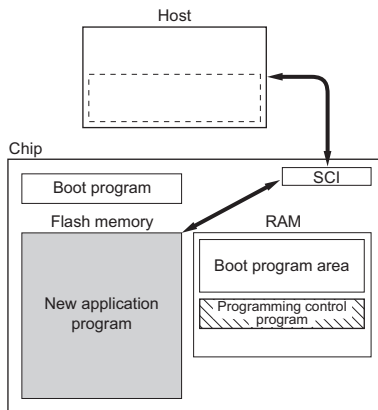 Host
Chip
SCI
Boot program
Flash memory
RAM
New application
program
Boot program area
Programming control
program